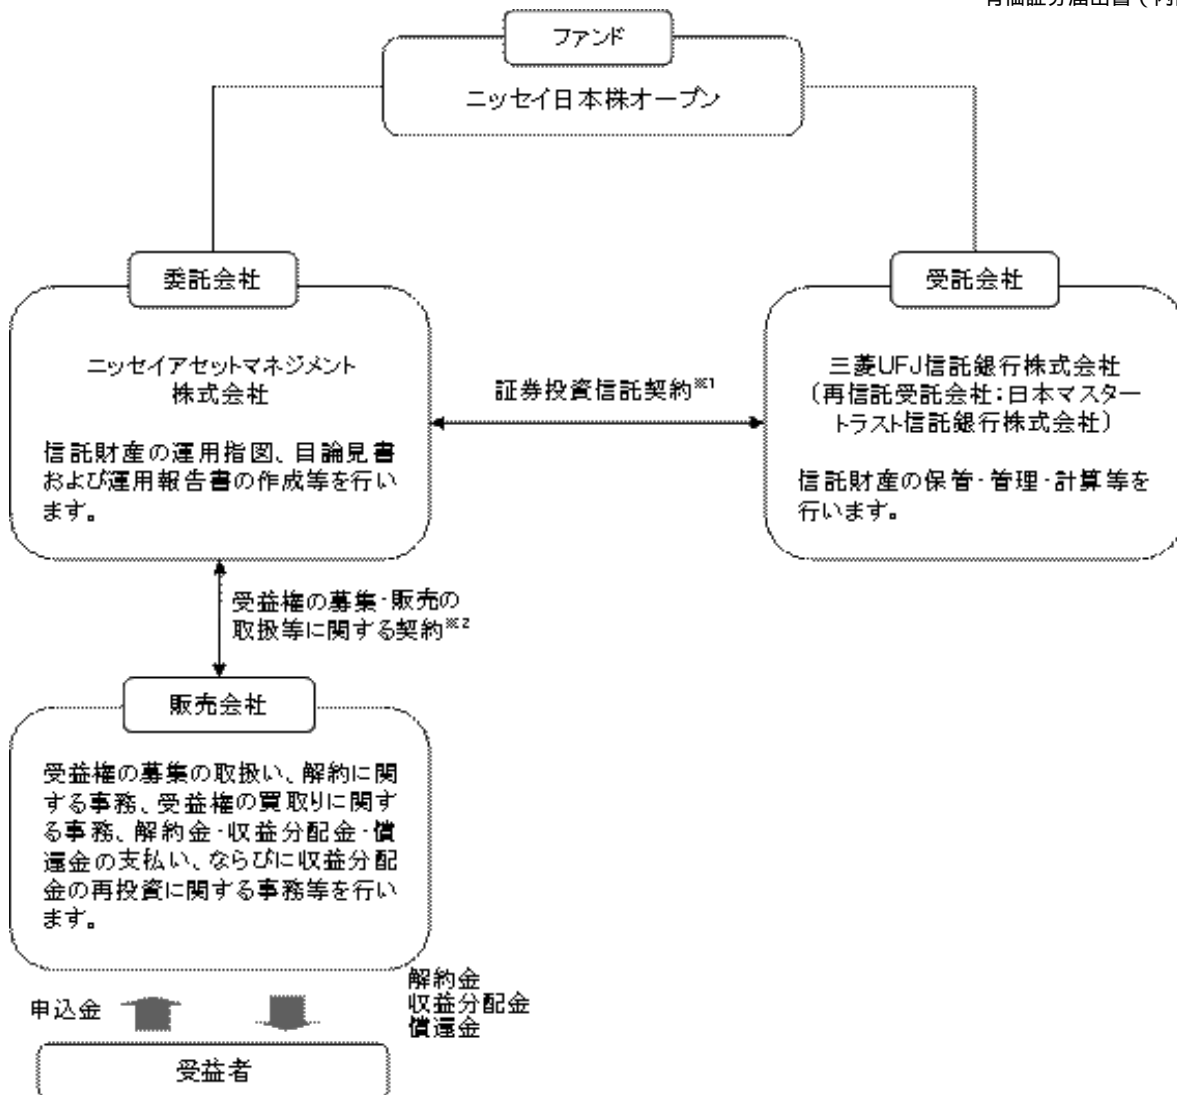 ファンド
ニッセイ日本株オープン
委託会社
受託会社
ニッセイアセットマネジメント
株式会社
信託財産の運用指図、目論見書
および運用報告書の作成等を行い
ます。
証券投資信託契約※1
三菱UFJ信託銀行株式会社
(再信託受託会社:日本マスター
トラスト信託銀行株式会社)
信託財産の保管・管理・計算等を
行います。
受益権の募集・販売の
取扱等に関する契約※2
販売会社
受益権の募集の取扱い、解約に関
する事務、受益権の買取りに関す
る事務、解約金・収益分配金・償
還金の支払い、ならびに収益分配
金の再投資に関する事務等を行い
ます。
申込金
解約金
収益分配金
償還金
受益者